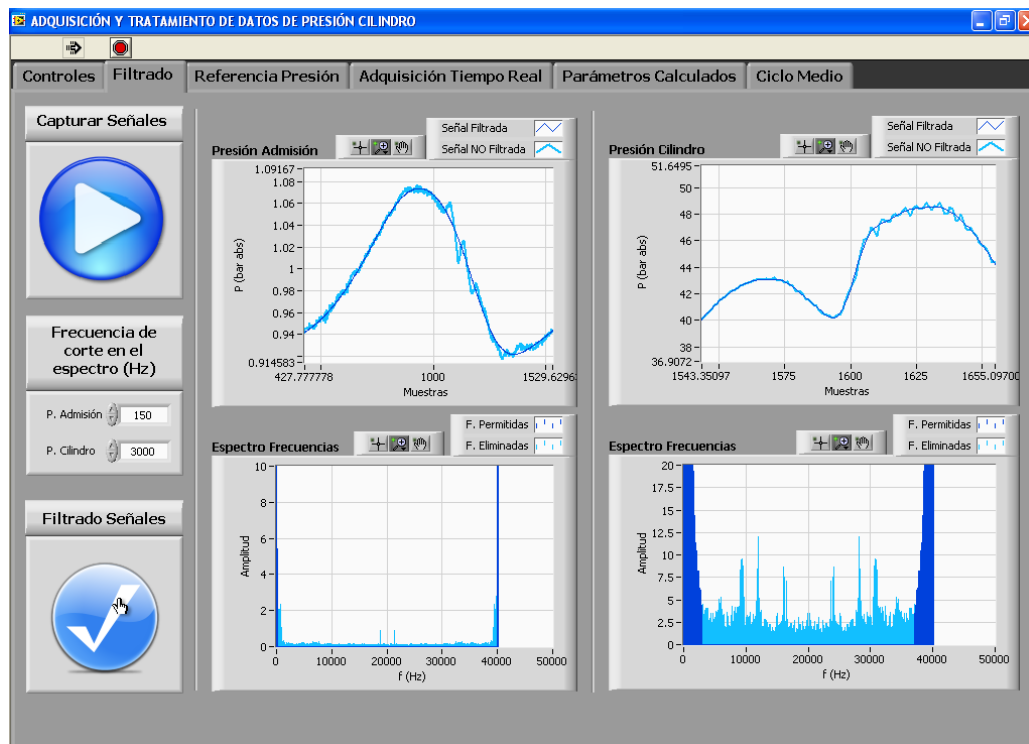 ADQUISICIÓN Y TRATAMIENTO DE DATOS DE PRESIÓN CILINDRO
Controles Filtrado Referencia Presión Adquisición Tiempo Real Parámetros Calculados Ciclo Medio
Capturar Señales
Frecuencia de
corte en el
espectro (Hz)
P. Admisión 150
P. Cilindro 3000
Filtrado Señales
Presión Admisión
Señal Filtrada
Señal NO Filtrada
P (bar abs)
1.09167
1.08
1.06
1.04
1.02
1
0.98
0.96
0.94
0.914583
427.777778 1000 1529.6296
Muestras
Presión Cilindro
Señal Filtrada
Señal NO Filtrada
P (bar abs)
51.6495
50
48
46
44
42
40
38
36.9072
1543.35097 1575 1600 1625 1655.09700
Muestras
Espectro Frecuencias
F. Permitidas
F. Eliminadas
Amplitud
10
8
6
4
2
0
0 10000 20000 30000 40000 50000
f (Hz)
Espectro Frecuencias
F. Permitidas
F. Eliminadas
Amplitud
20
17.5
15
12.5
10
7.5
5
2.5
0
0 10000 20000 30000 40000 50000
f (Hz)